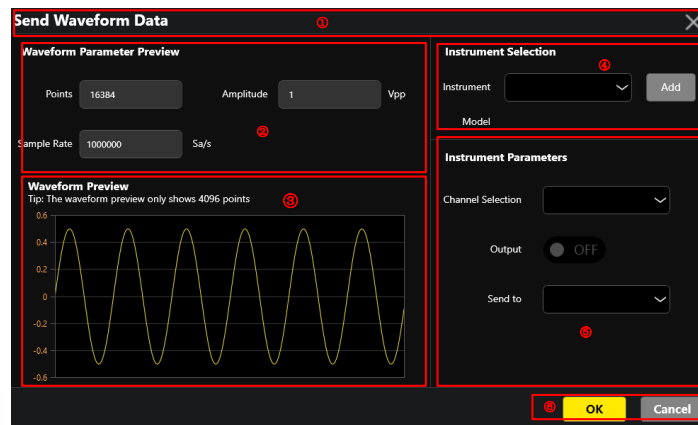 Send Waveform Data ①
Waveform Parameter Preview
Points 16384 Amplitude 1 Vpp
②
Sample Rate 1000000 Sa/s
Waveform Preview
Tip: The waveform preview only shows 4096 points ③
0.6
0.4
0.2
0
-0.2
-0.4
-0.6
Instrument Selection
④
Instrument Add
Model
Instrument Parameters
Channel Selection
Output OFF
Send to
⑤
⑥ OK Cancel